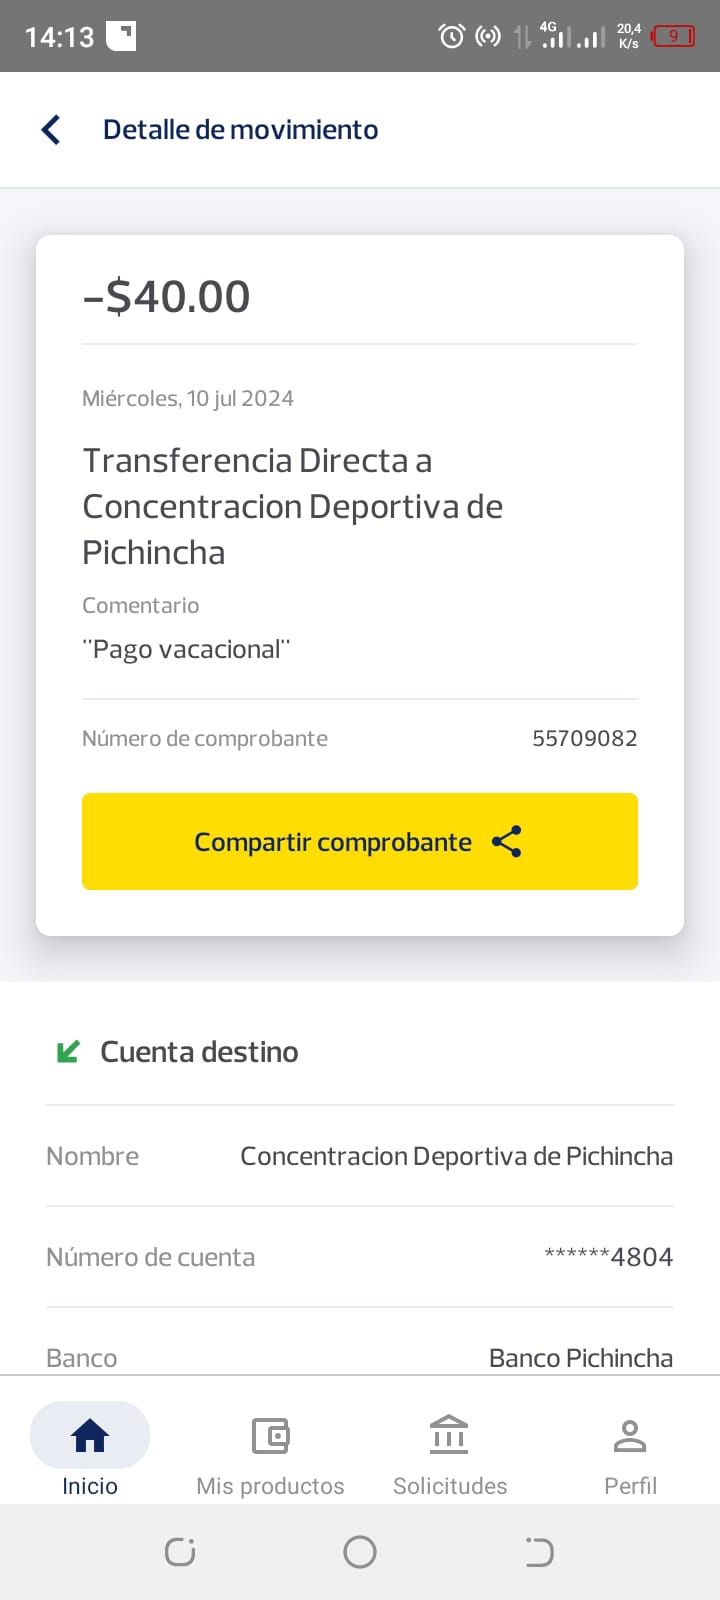 14:13
4G
20,4
K/s
9
Detalle de movimiento
-$40.00
Miércoles, 10 jul 2024
Transferencia Directa a
Concentracion Deportiva de
Pichincha
Comentario
¨Pago vacacional¨
Número de comprobante 55709082
Compartir comprobante
Cuenta destino
Nombre Concentracion Deportiva de Pichincha
Número de cuenta ******4804
Banco Banco Pichincha
Inicio Mis productos Solicitudes Perfil